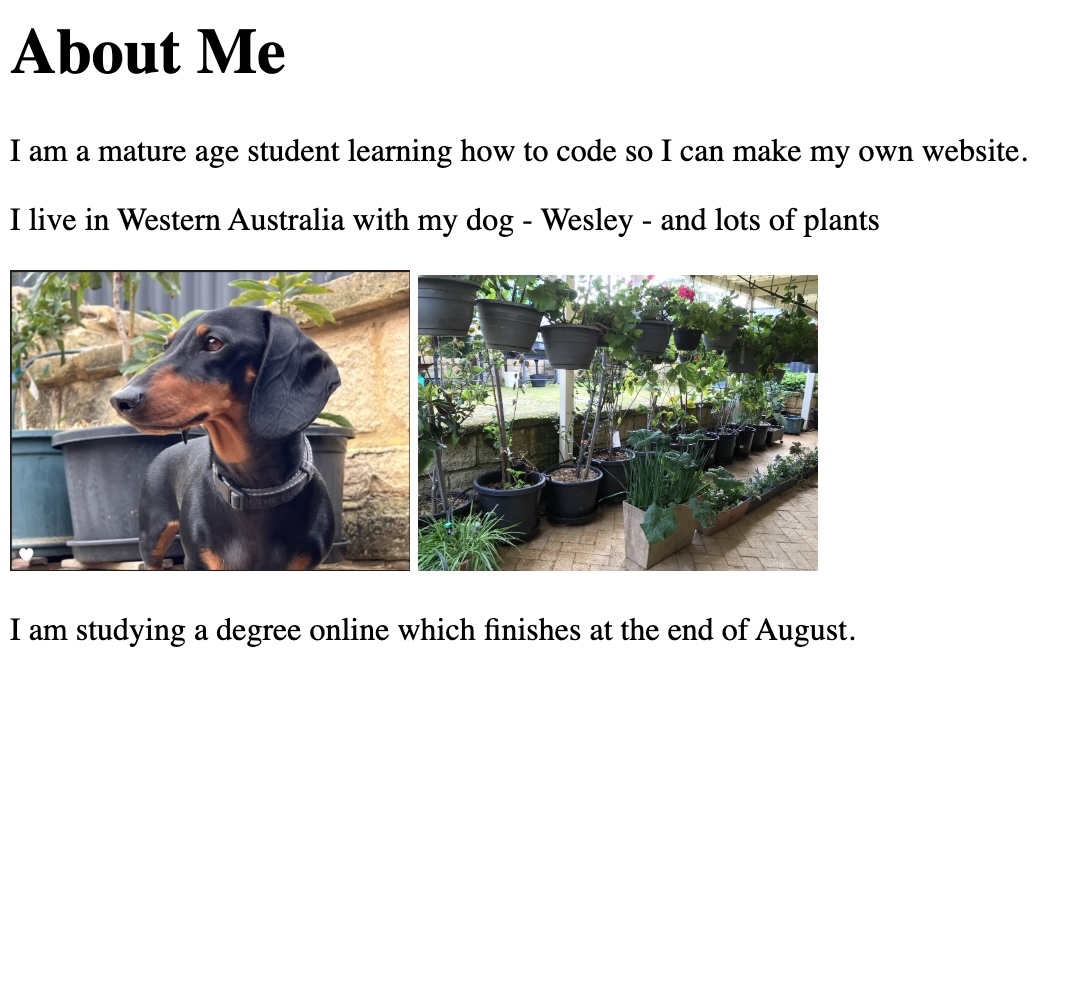 About Me
I am a mature age student learning how to code so I can make my own website.
I live in Western Australia with my dog - Wesley - and lots of plants
I am studying a degree online which finishes at the end of August.